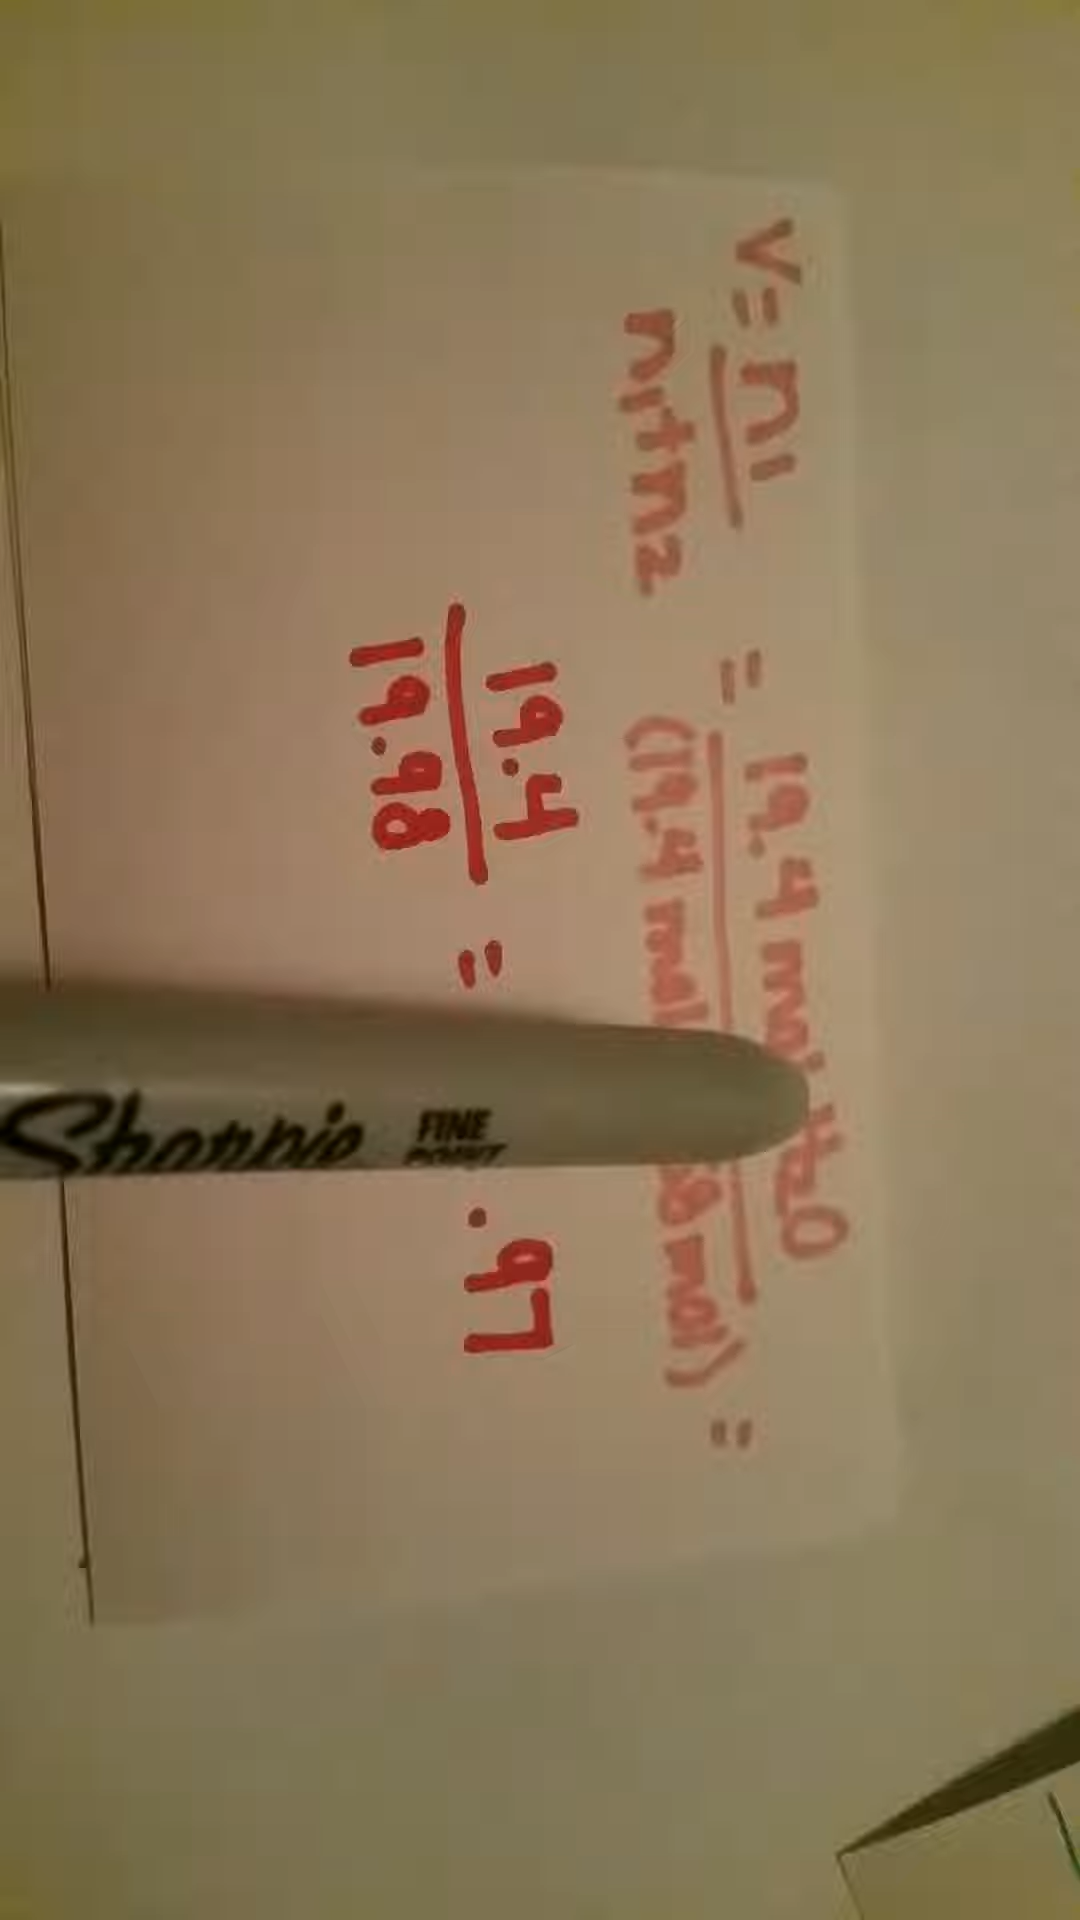 V = n1 = 19.4 mol H2O =
n1+n2 (19.4 mol 58 mol)
19.4 = .97
19.98
Sharpie FINE POINT